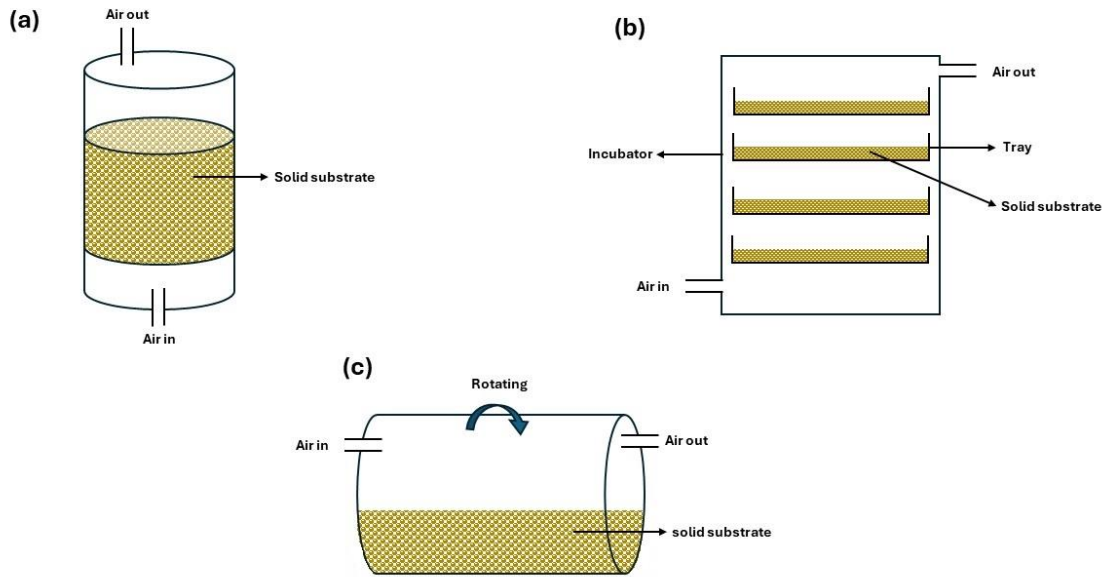 (a)
Air out
Solid substrate
Air in
(b)
Air out
Incubator
Tray
Solid substrate
Air in
(c)
Rotating
Air in
Air out
solid substrate